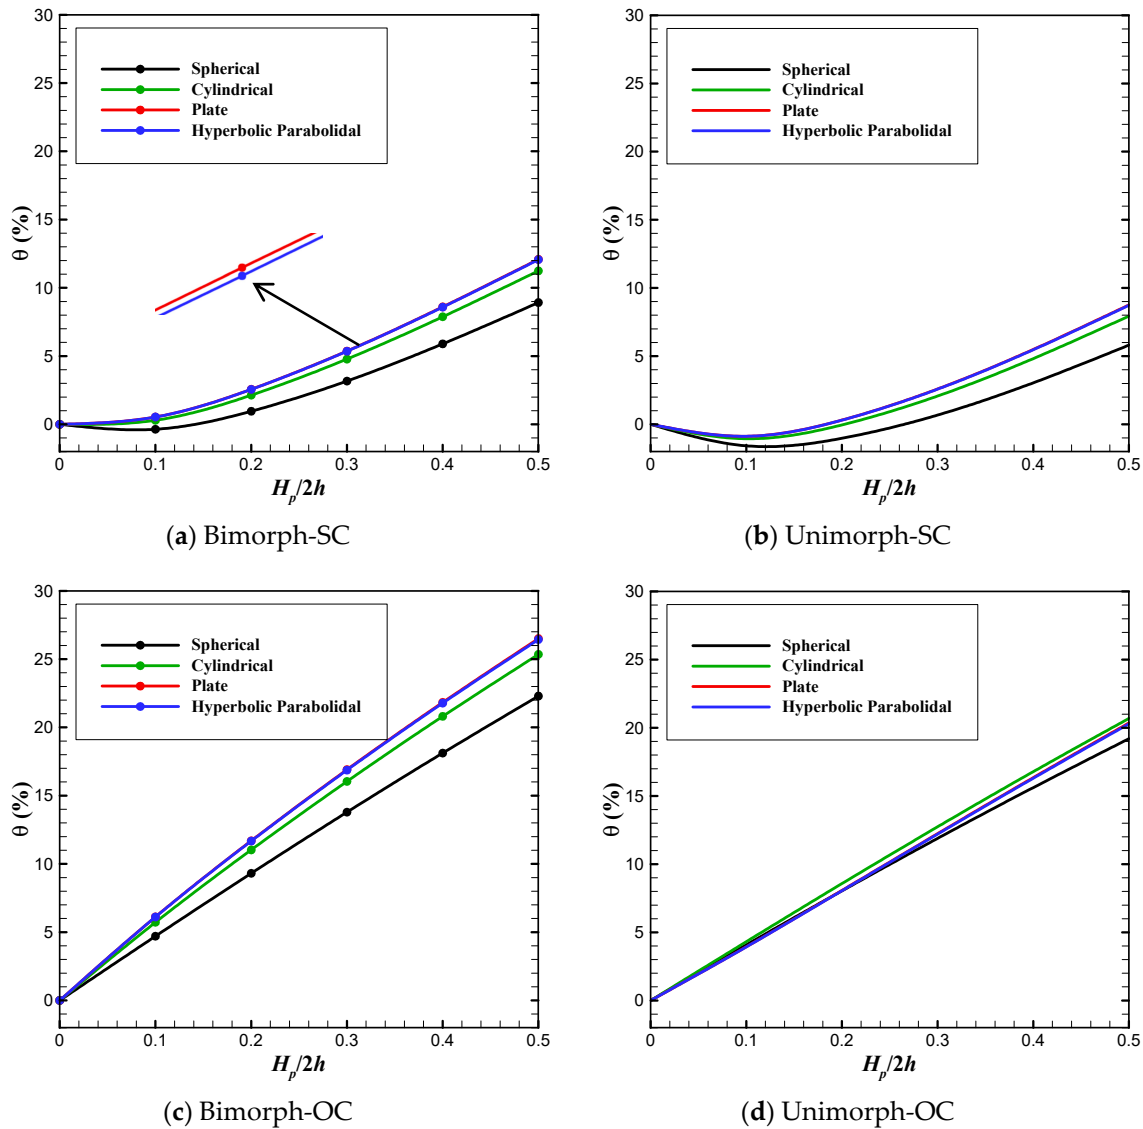 30
25
20
15
10
5
0
θ (%)
Spherical
Cylindrical
Plate
Hyperbolic Parabolidal
0 0.1 0.2 0.3 0.4 0.5
H_p/2h
(a) Bimorph-SC
30
25
20
15
10
5
0
θ (%)
Spherical
Cylindrical
Plate
Hyperbolic Parabolidal
0 0.1 0.2 0.3 0.4 0.5
H_p/2h
(b) Unimorph-SC
30
25
20
15
10
5
0
θ (%)
Spherical
Cylindrical
Plate
Hyperbolic Parabolidal
0 0.1 0.2 0.3 0.4 0.5
H_p/2h
(c) Bimorph-OC
30
25
20
15
10
5
0
θ (%)
Spherical
Cylindrical
Plate
Hyperbolic Parabolidal
0 0.1 0.2 0.3 0.4 0.5
H_p/2h
(d) Unimorph-OC